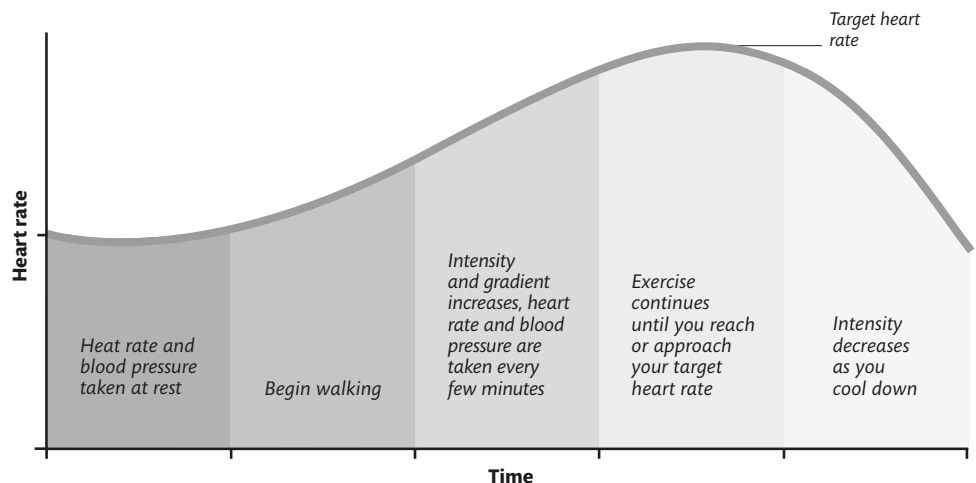 Target heart
rate
Heart rate
Heat rate and
blood pressure
taken at rest
Begin walking
Intensity
and gradient
increases, heart
rate and blood
pressure are
taken every
few minutes
Exercise
continues
until you reach
or approach
your target
heart rate
Intensity
decreases
as you
cool down
Time